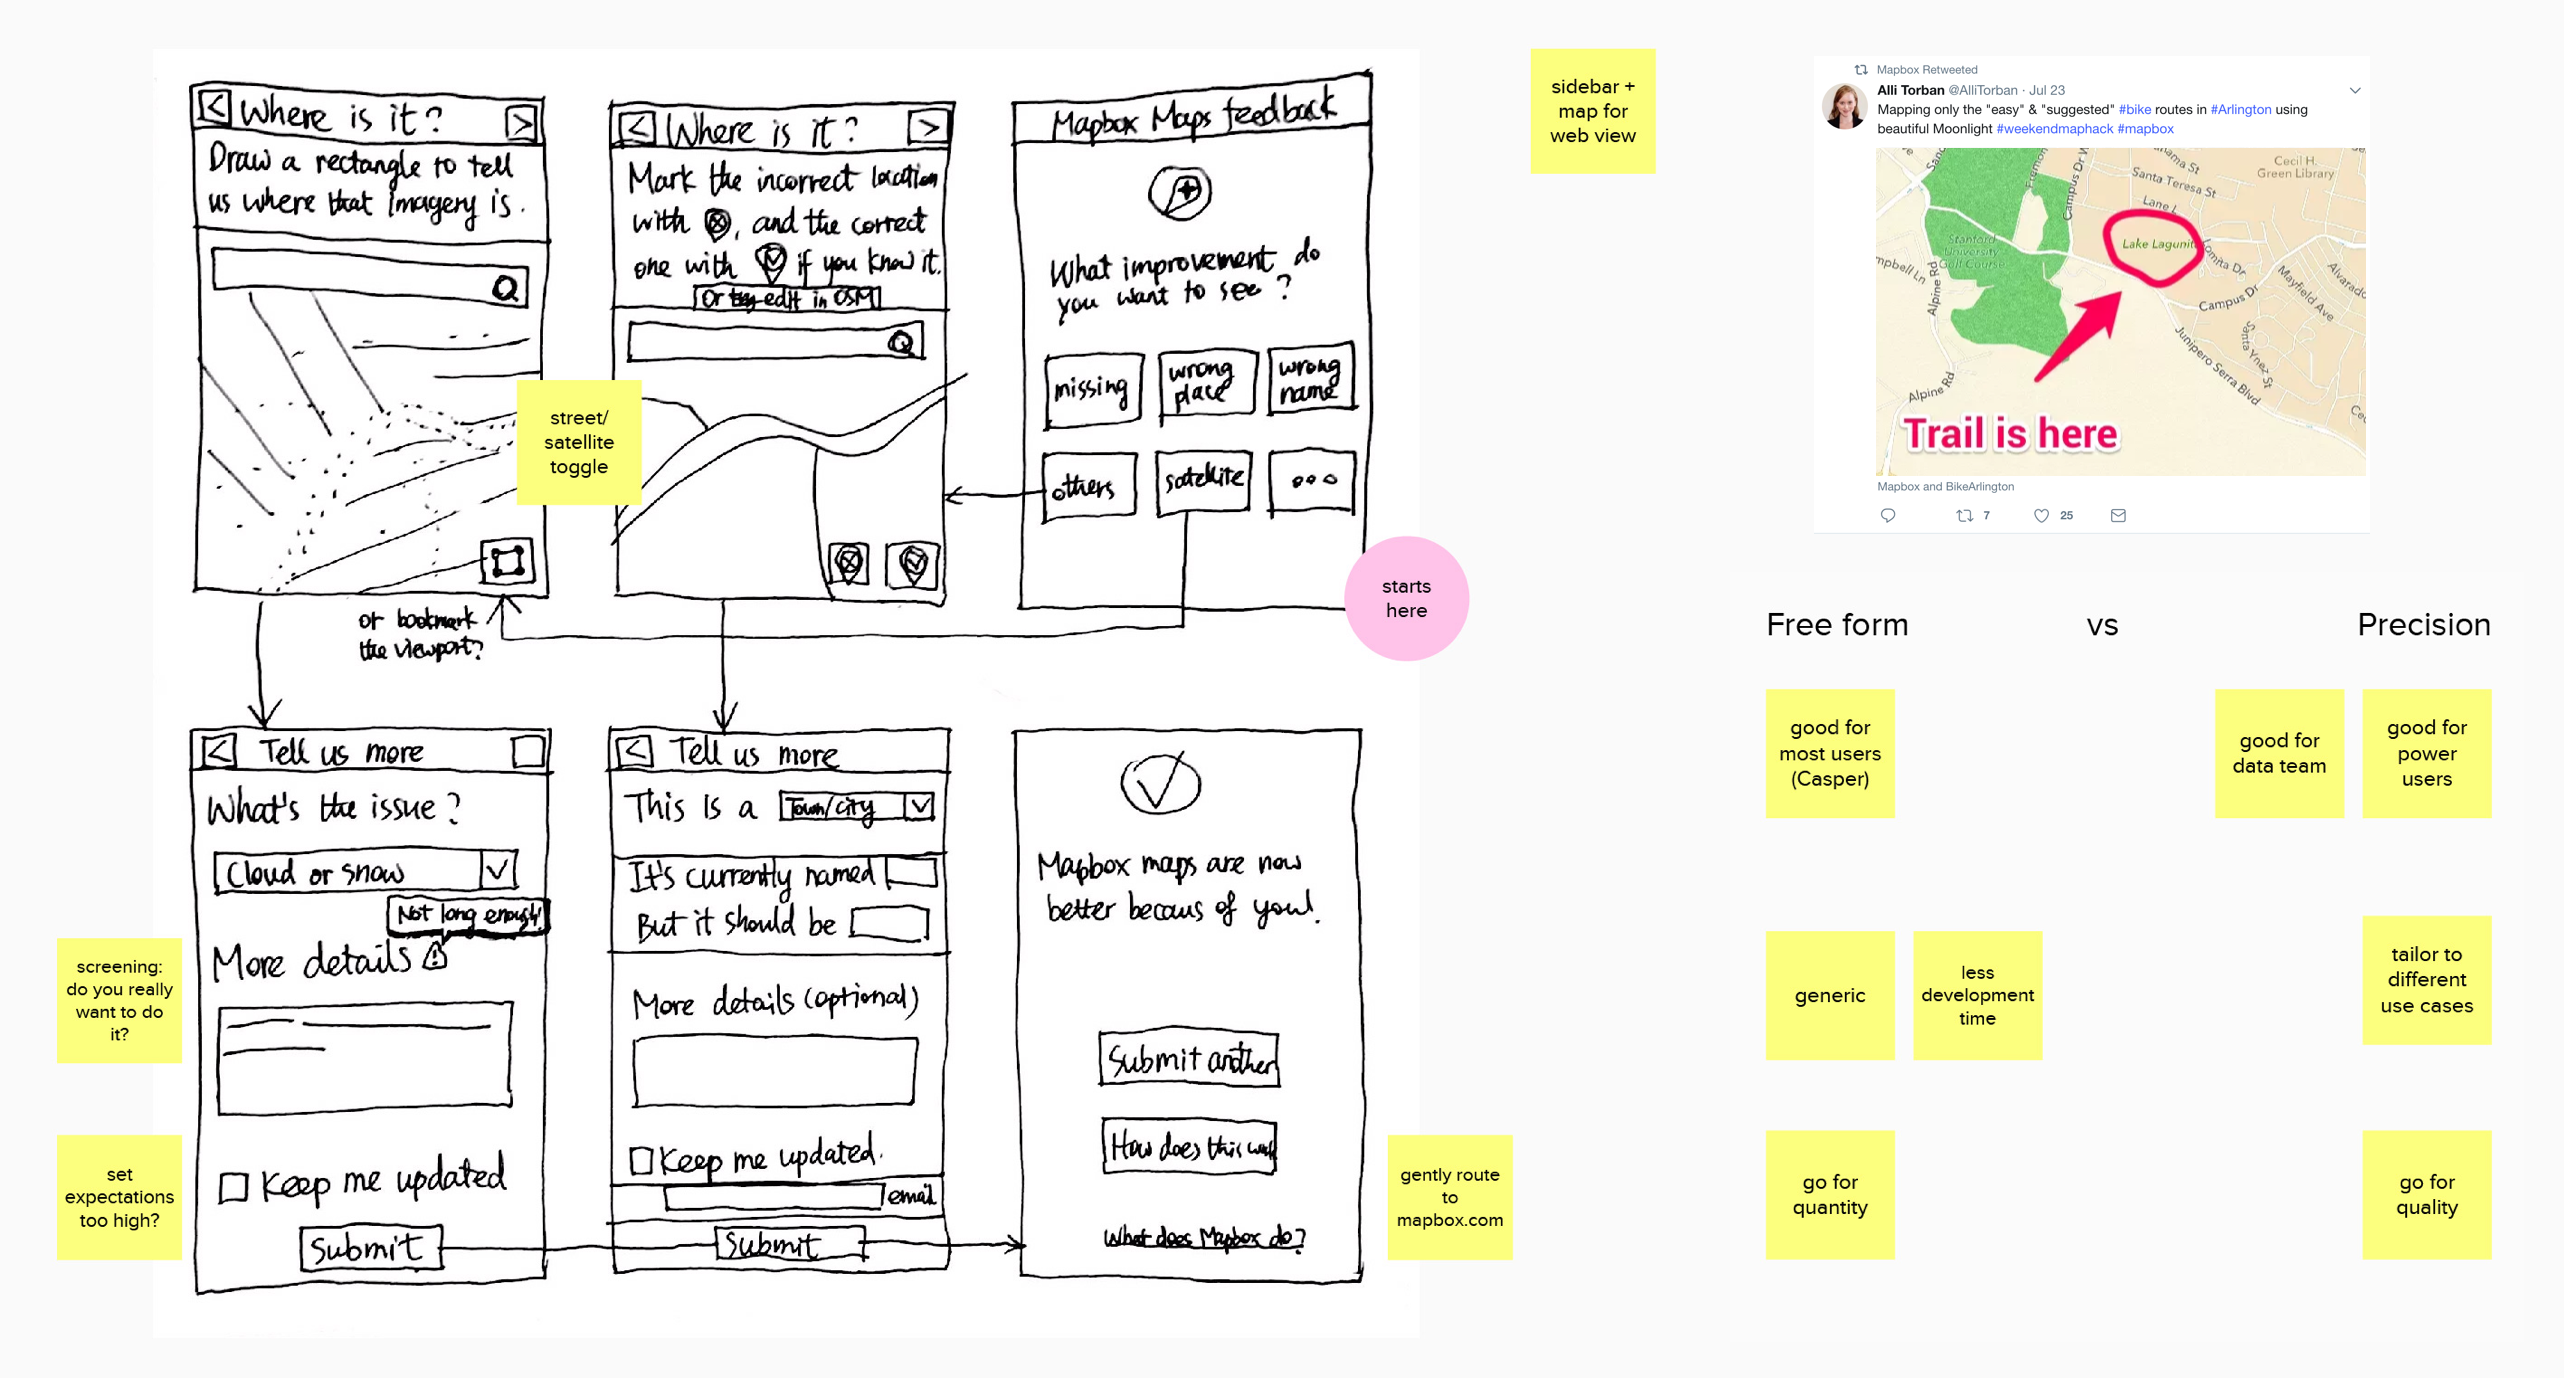 Where is it?
Draw a rectangle to tell
us where that imagery is.
or bookmark
the viewport?
street/
satellite
toggle
Where is it?
Mark the incorrect location
with , and the correct
one with if you know it.
Or try edit in OSM
Mapbox Maps feedback
What improvement do
you want to see?
missing
wrong
place
wrong
name
others
satellite
starts
here
Tell us more
What's the issue?
Cloud or snow
Not long enough!
More details
Keep me updated
Submit
screening:
do you really
want to do
it?
set
expectations
too high?
Tell us more
This is a Town/city
It's currently named
But it should be
More details (optional)
Keep me updated.
email
Submit
Mapbox maps are now
better becaus of you!
Submit another
How does this work
What does Mapbox do?
gently route
to
mapbox.com
sidebar +
map for
web view
Mapbox Retweeted
Alli Torban @AlliTorban · Jul 23
Mapping only the "easy" & "suggested" #bike routes in #Arlington using
beautiful Moonlight #weekendmaphack #mapbox
Campus Dr W
Santa Teresa St
Cecil H.
Green Library
Lane L
Stanford
University
Golf Course
Lake Lagunit
Lomita Dr
mpbell Ln
Alpine Rd
Campus Dr
Mayfield Ave
Alvarado
Santa Ynez St
Junipero Serra Blvd
Alpine Rd
Trail is here
Mapbox and BikeArlington
7
25
Free form vs Precision
good for
most users
(Casper)
good for
data team
good for
power
users
generic
less
development
time
tailor to
different
use cases
go for
quantity
go for
quality